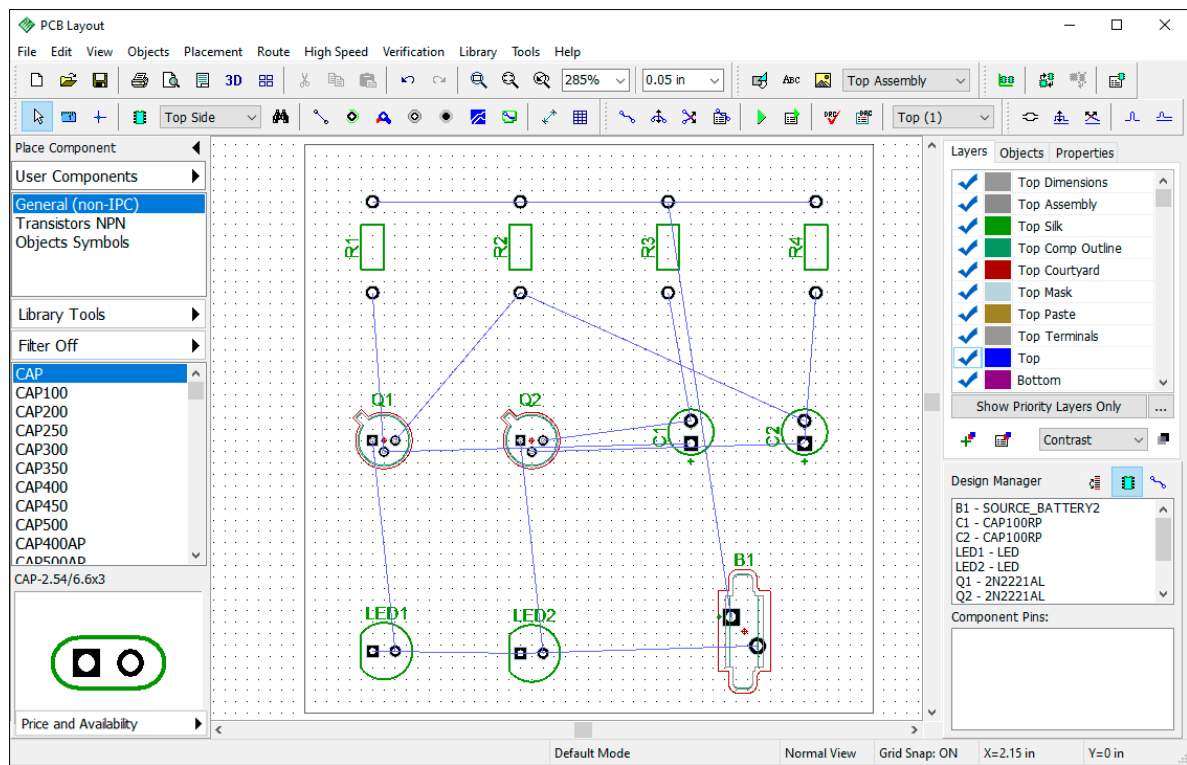 PCB Layout
File Edit View Objects Placement Route High Speed Verification Library Tools Help
3D 285% 0.05 in ABC Top Assembly
Top Side DRC DRC Top (1)
Place Component
User Components
General (non-IPC)
Transistors NPN
Objects Symbols
Library Tools
Filter Off
CAP
CAP100
CAP200
CAP250
CAP300
CAP350
CAP400
CAP450
CAP500
CAP400AP
CAP500AP
CAP-2.54/6.6x3
Price and Availability
R1 R2 R3 R4
Q1 Q2 C1 C2
+ +
B1
LED1 LED2
Layers Objects Properties
Top Dimensions
Top Assembly
Top Silk
Top Comp Outline
Top Courtyard
Top Mask
Top Paste
Top Terminals
Top
Bottom
Show Priority Layers Only ...
Contrast
Design Manager
B1 - SOURCE_BATTERY2
C1 - CAP100RP
C2 - CAP100RP
LED1 - LED
LED2 - LED
Q1 - 2N2221AL
Q2 - 2N2221AL
Component Pins:
Default Mode Normal View Grid Snap: ON X=2.15 in Y=0 in